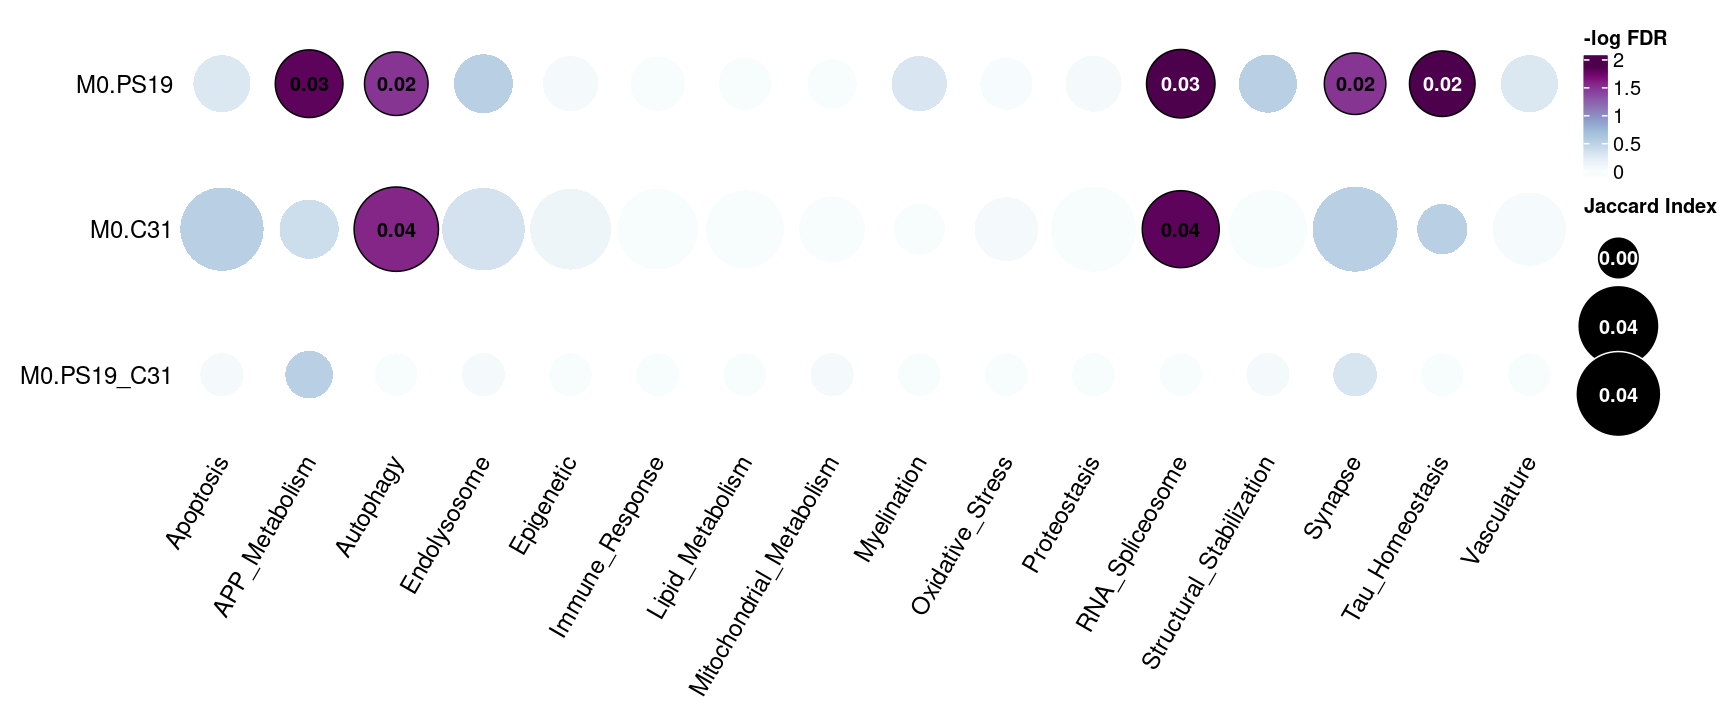 M0.PS19
0.03
0.02
0.03
0.02
0.02
M0.C31
0.04
0.04
M0.PS19_C31
Apoptosis
APP_Metabolism
Autophagy
Endolysosome
Epigenetic
Immune_Response
Lipid_Metabolism
Mitochondrial_Metabolism
Myelination
Oxidative_Stress
Proteostasis
RNA_Spliceosome
Structural_Stabilization
Synapse
Tau_Homeostasis
Vasculature
-log FDR
2
1.5
1
0.5
0
Jaccard Index
0.00
0.04
0.04